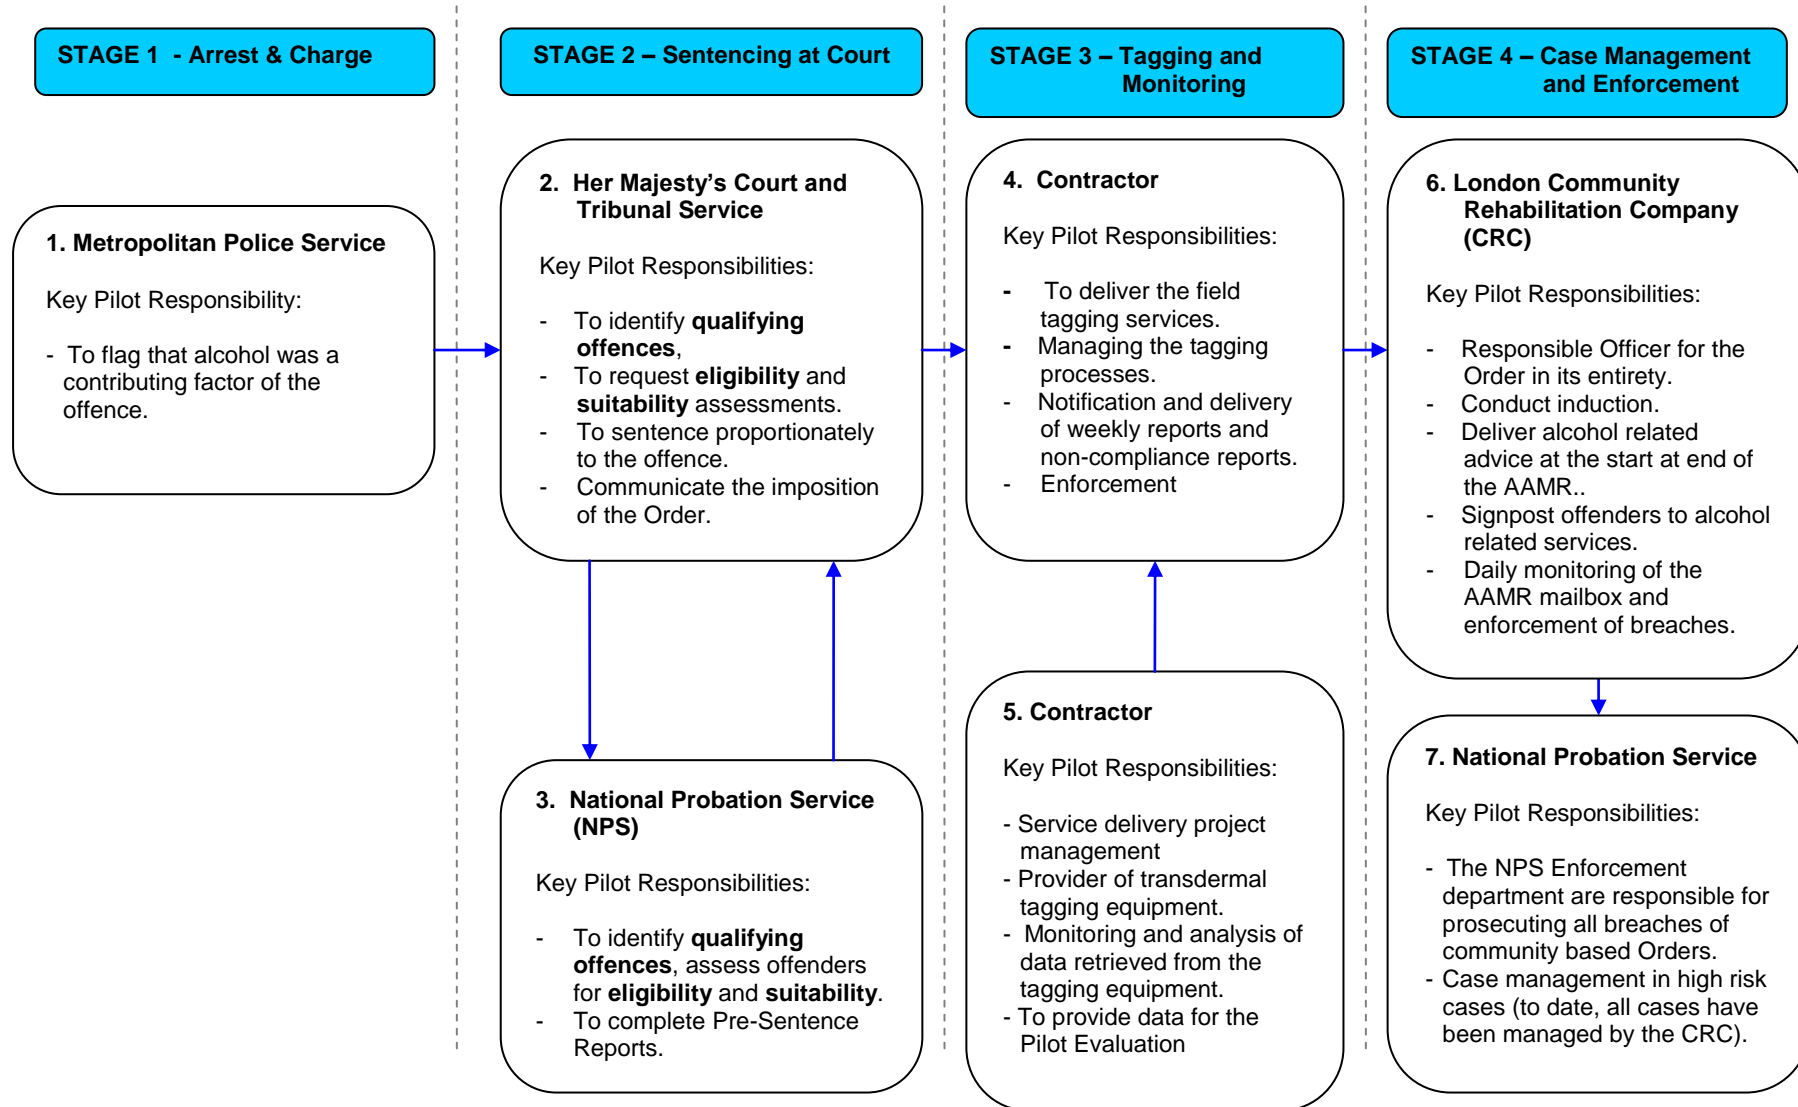 STAGE 1  - Arrest & Charge
STAGE 2 – Sentencing at Court
STAGE 3 – Tagging and
Monitoring
STAGE 4 – Case Management
and Enforcement
1. Metropolitan Police Service
Key Pilot Responsibility:
- To flag that alcohol was a
contributing factor of the
offence.
2.  Her Majesty’s Court and
Tribunal Service
Key Pilot Responsibilities:
- To identify qualifying
offences,
- To request eligibility and
suitability assessments.
- To sentence proportionately
to the offence.
- Communicate the imposition
of the Order.
3.  National Probation Service
(NPS)
Key Pilot Responsibilities:
- To identify qualifying
offences, assess offenders
for eligibility and suitability.
- To complete Pre-Sentence
Reports.
4.  Contractor
Key Pilot Responsibilities:
- To deliver the field
tagging services.
- Managing the tagging
processes.
- Notification and delivery
of weekly reports and
non-compliance reports.
- Enforcement
5. Contractor
Key Pilot Responsibilities:
- Service delivery project
management
- Provider of transdermal
tagging equipment.
- Monitoring and analysis of
data retrieved from the
tagging equipment.
- To provide data for the
Pilot Evaluation
6. London Community
Rehabilitation Company
(CRC)
Key Pilot Responsibilities:
- Responsible Officer for the
Order in its entirety.
- Conduct induction.
- Deliver alcohol related
advice at the start at end of
the AAMR..
- Signpost offenders to alcohol
related services.
- Daily monitoring of the
AAMR mailbox and
enforcement of breaches.
7. National Probation Service
Key Pilot Responsibilities:
- The NPS Enforcement
department are responsible for
prosecuting all breaches of
community based Orders.
- Case management in high risk
cases (to date, all cases have
been managed by the CRC).